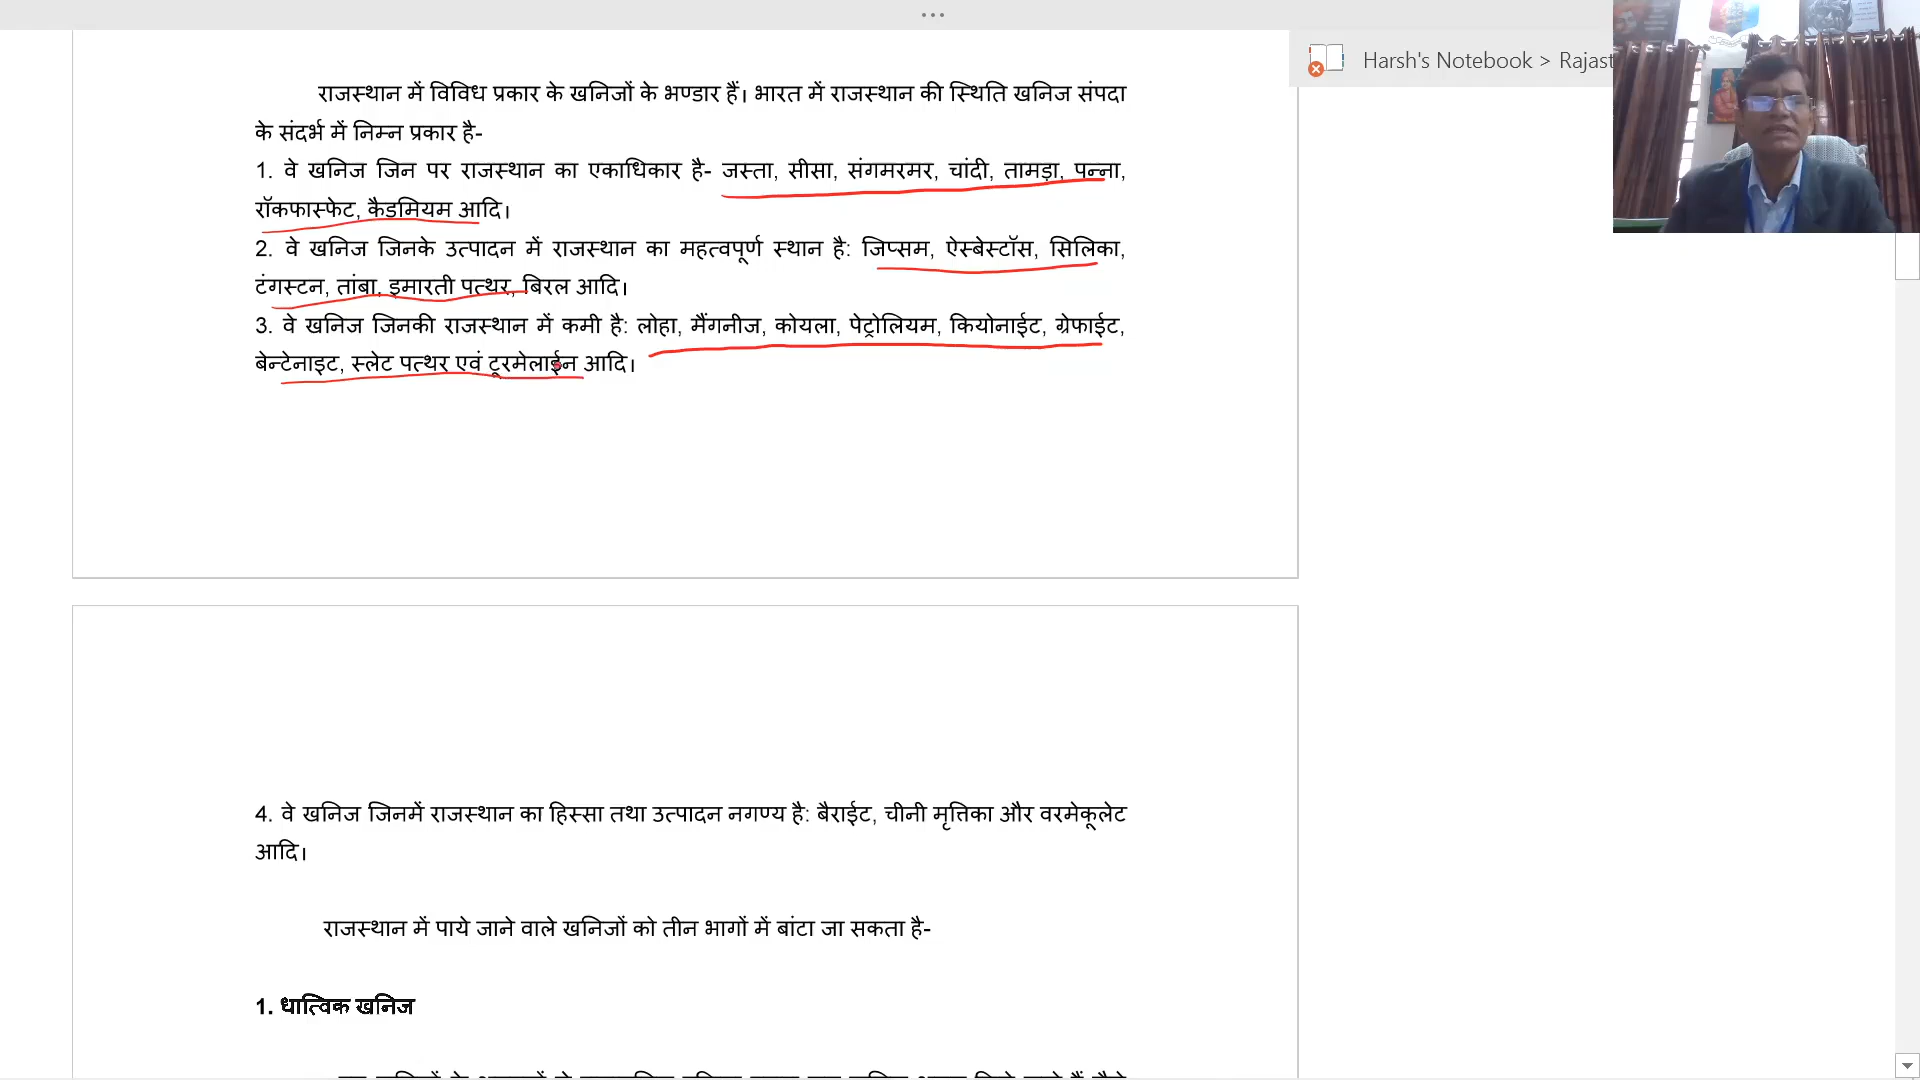 राजस्थान में विविध प्रकार के खनिजों के भण्डार हैं। भारत में राजस्थान की स्थिति खनिज संपदा
के संदर्भ में निम्न प्रकार है-
1. वे खनिज जिन पर राजस्थान का एकाधिकार है- जस्ता, सीसा, संगमरमर, चांदी, तामड़ा, पन्ना,
रॉकफास्फेट, कैडमियम आदि।
2. वे खनिज जिनके उत्पादन में राजस्थान का महत्वपूर्ण स्थान है: जिप्सम, ऐस्बेस्टॉस, सिलिका,
टंगस्टन, तांबा, इमारती पत्थर, बिरल आदि।
3. वे खनिज जिनकी राजस्थान में कमी है: लोहा, मैंगनीज, कोयला, पेट्रोलियम, कियोनाईट, ग्रेफाईट,
बेन्टेनाइट, स्लेट पत्थर एवं टूरमेलाईन आदि।
4. वे खनिज जिनमें राजस्थान का हिस्सा तथा उत्पादन नगण्य है: बैराईट, चीनी मृत्तिका और वरमेकूलेट
आदि।
राजस्थान में पाये जाने वाले खनिजों को तीन भागों में बांटा जा सकता है-
1. धात्विक खनिज
Harsh's Notebook > Rajast